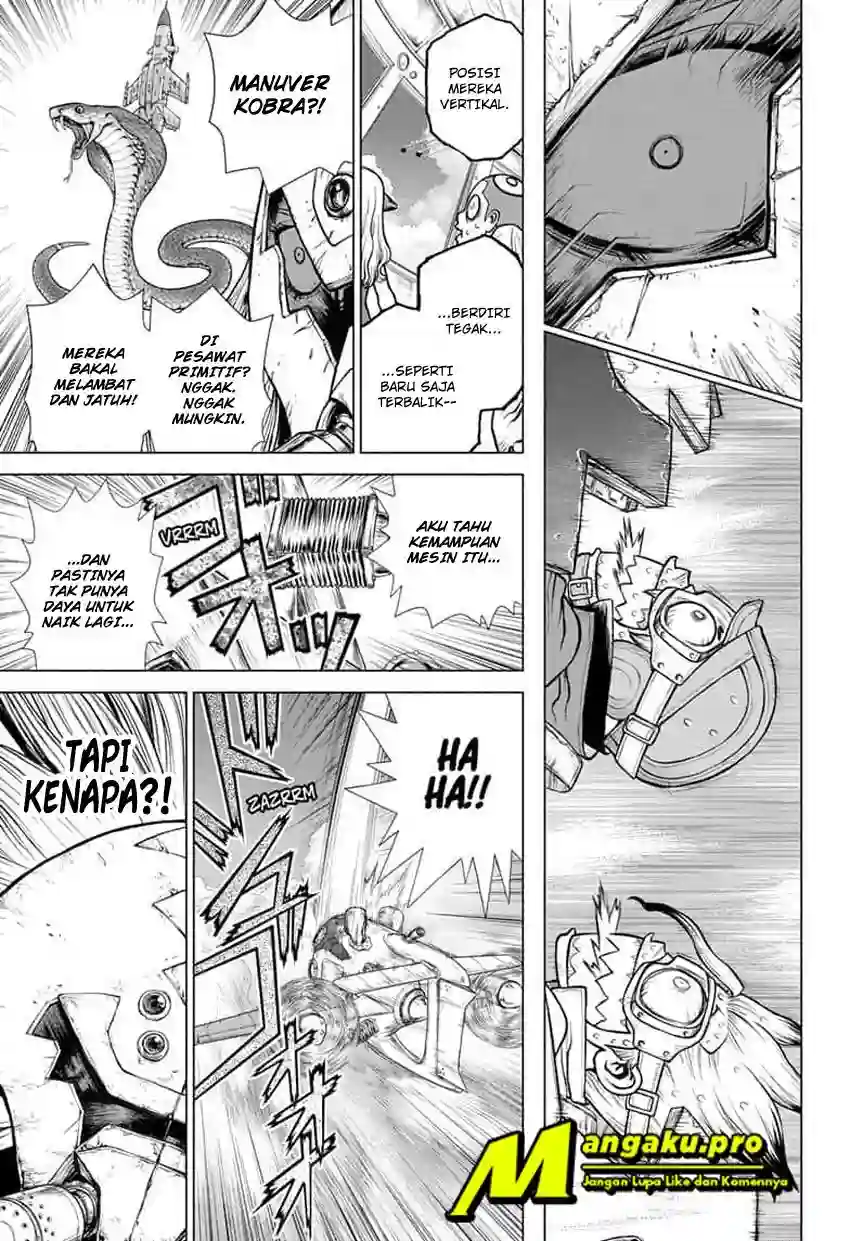 POSISI
MEREKA
VERTIKAL.
...BERDIRI
TEGAK...
...SEPERTI
BARU SAJA
TERBALIK--
MANUVER
KOBRA?!
DI
PESAWAT
PRIMITIF?
NGGAK.
NGGAK
MUNGKIN.
MEREKA
BAKAL
MELAMBAT
DAN JATUH!
AKU TAHU
KEMAMPUAN
MESIN ITU...
VRRRM
...DAN
PASTINYA
TAK PUNYA
DAYA UNTUK
NAIK LAGI...
HA
HA!!
ZAZRRM
TAPI
KENAPA?!
Mangaku.pro
Jangan Lupa Like dan Komennya